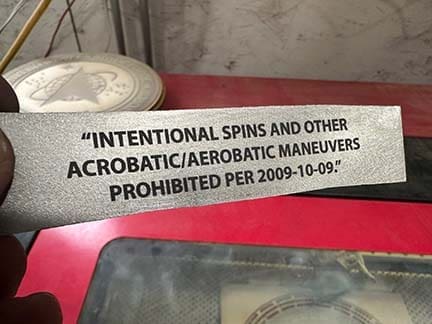 “INTENTIONAL SPINS AND OTHER
ACROBATIC/AEROBATIC MANEUVERS
PROHIBITED PER 2009-10-09.”